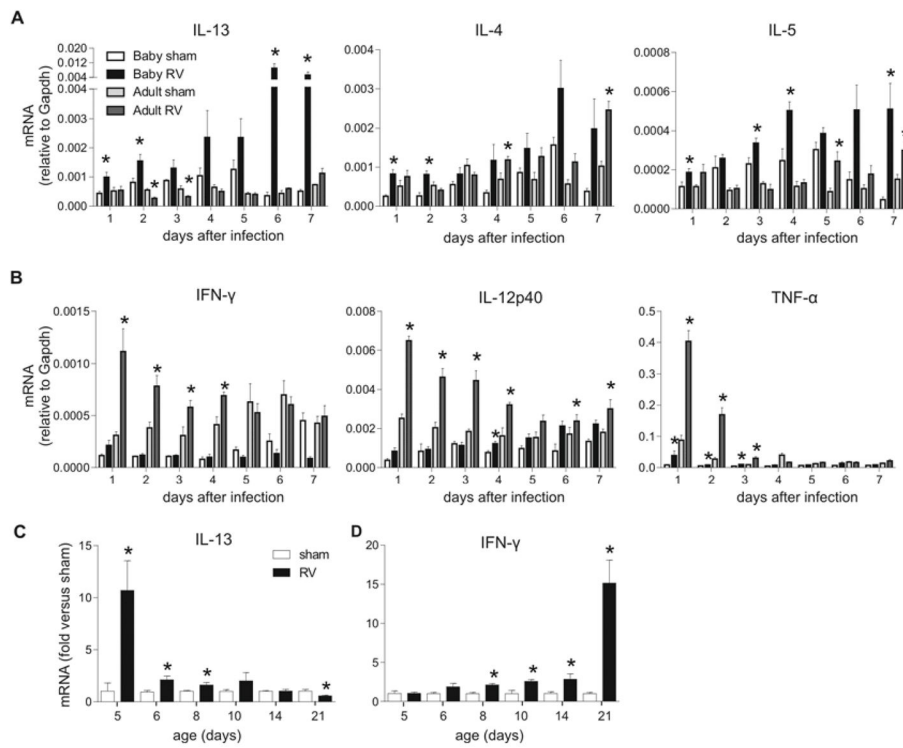 A
IL-13
IL-4
IL-5
mRNA
(relative to Gapdh)
0.020
0.012
0.004
0.004
0.003
0.002
0.001
0.000
Baby sham
Baby RV
Adult sham
Adult RV
* * * * * *
1 2 3 4 5 6 7
days after infection
0.004
0.003
0.002
0.001
0.000
* * * *
1 2 3 4 5 6 7
days after infection
0.0008
0.0006
0.0004
0.0002
0.0000
* * * * *
1 2 3 4 5 6 7
days after infection
B
IFN-γ
IL-12p40
TNF-α
mRNA
(relative to Gapdh)
0.0015
0.0010
0.0005
0.0000
* * * *
1 2 3 4 5 6 7
days after infection
0.008
0.006
0.004
0.002
0.000
* * * * * * *
1 2 3 4 5 6 7
days after infection
0.5
0.4
0.3
0.2
0.1
0.0
* * * * * *
1 2 3 4 5 6 7
days after infection
C
IL-13
mRNA (fold versus sham)
15
10
5
0
sham
RV
* * * *
5 6 8 10 14 21
age (days)
D
IFN-γ
20
15
10
5
0
* * * *
5 6 8 10 14 21
age (days)